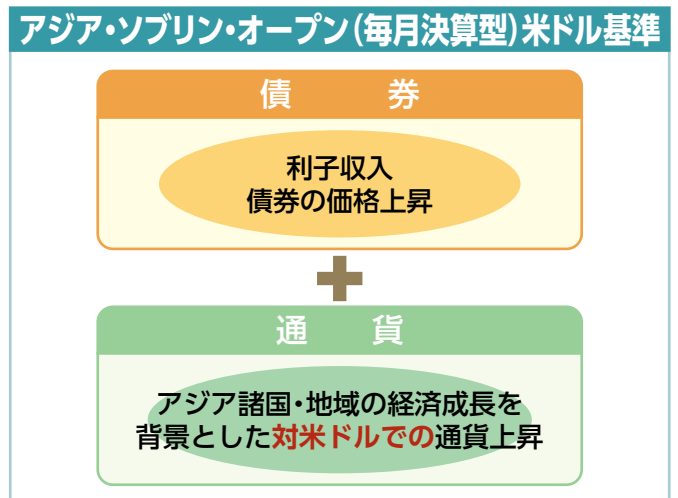 アジア・ソブリン・オープン(毎月決算型)米ドル基準
債券
利子収入
債券の価格上昇
通貨
アジア諸国・地域の経済成長を
背景とした対米ドルでの通貨上昇